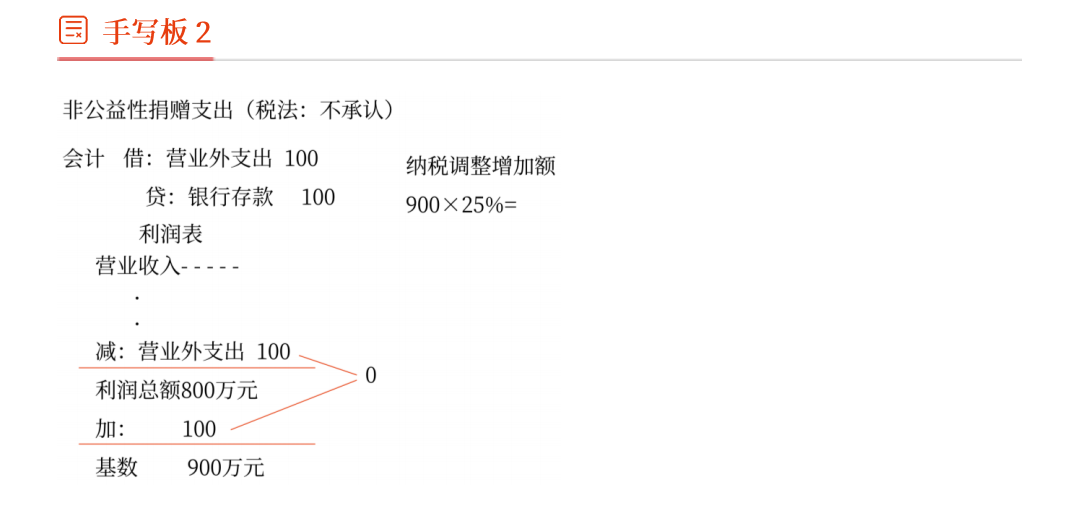 手写板 2
非公益性捐赠支出（税法：不承认）
会计 借：营业外支出 100
贷：银行存款 100
利润表
营业收入-----
.
.
减：营业外支出 100
利润总额800万元
加： 100
基数 900万元
0
纳税调整增加额
900×25%=